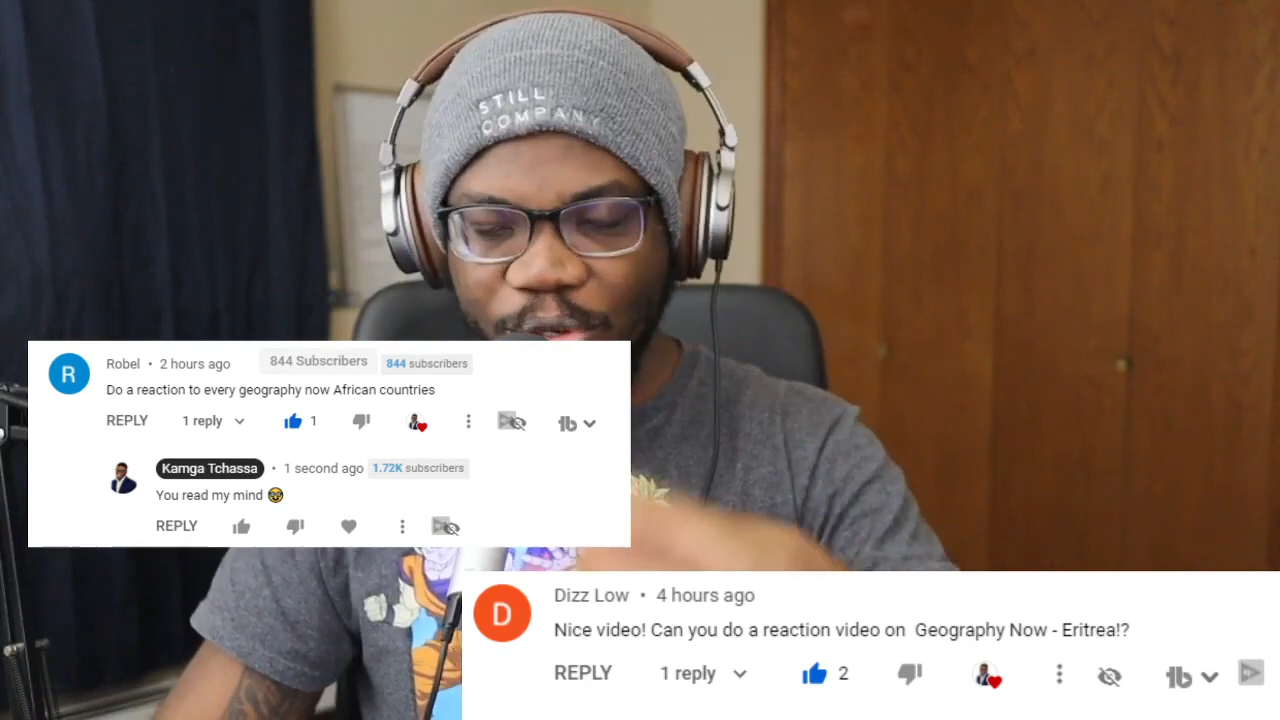 STILL
COMPANY
R
Robel • 2 hours ago 844 Subscribers 844 subscribers
Do a reaction to every geography now African countries
REPLY 1 reply 1
Kamga Tchassa • 1 second ago 1.72K subscribers
You read my mind 🤓
REPLY
D
Dizz Low • 4 hours ago
Nice video! Can you do a reaction video on Geography Now - Eritrea!?
REPLY 1 reply 2